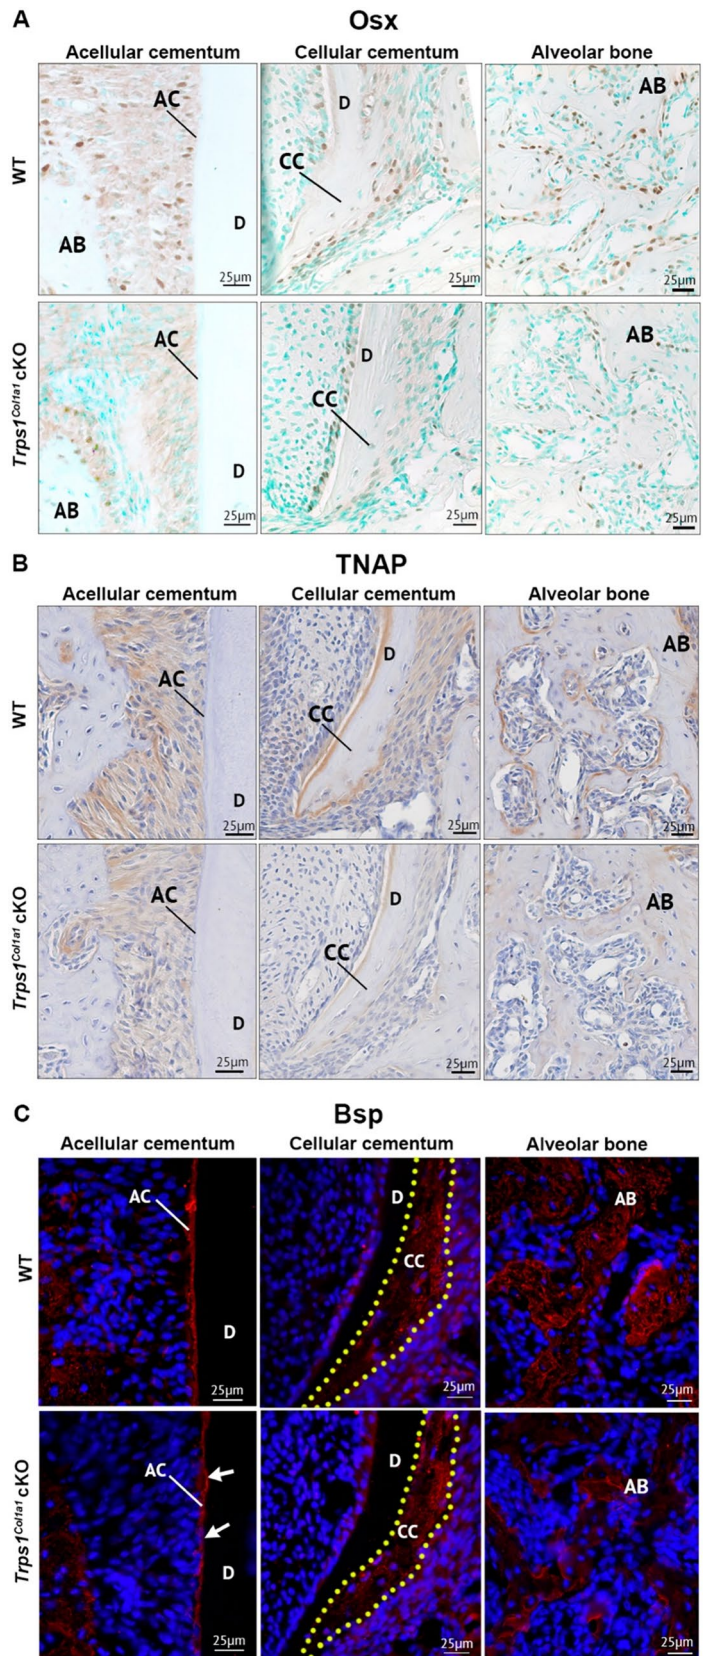 A
Osx
Acellular cementum
Cellular cementum
Alveolar bone
WT
AC
AB
D
25µm
D
CC
25µm
AB
25µm
Trps1Col1a1 cKO
AC
D
AB
25µm
D
CC
25µm
AB
25µm
B
TNAP
Acellular cementum
Cellular cementum
Alveolar bone
WT
AC
D
25µm
D
CC
25µm
AB
25µm
Trps1Col1a1 cKO
AC
D
25µm
D
CC
25µm
AB
25µm
C
Bsp
Acellular cementum
Cellular cementum
Alveolar bone
WT
AC
D
25µm
D
CC
25µm
AB
25µm
Trps1Col1a1 cKO
AC
D
25µm
D
CC
25µm
AB
25µm